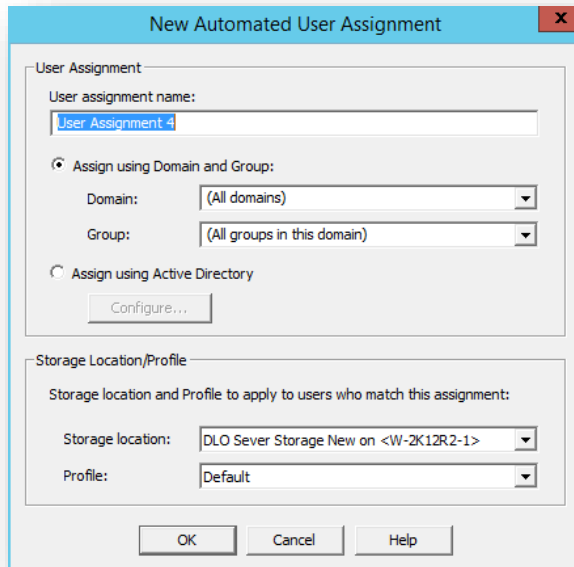 New Automated User Assignment
x
User Assignment
User assignment name:
User Assignment 4
Assign using Domain and Group:
Domain: (All domains)
Group: (All groups in this domain)
Assign using Active Directory
Configure...
Storage Location/Profile
Storage location and Profile to apply to users who match this assignment:
Storage location: DLO Sever Storage New on <W-2K12R2-1>
Profile: Default
OK Cancel Help